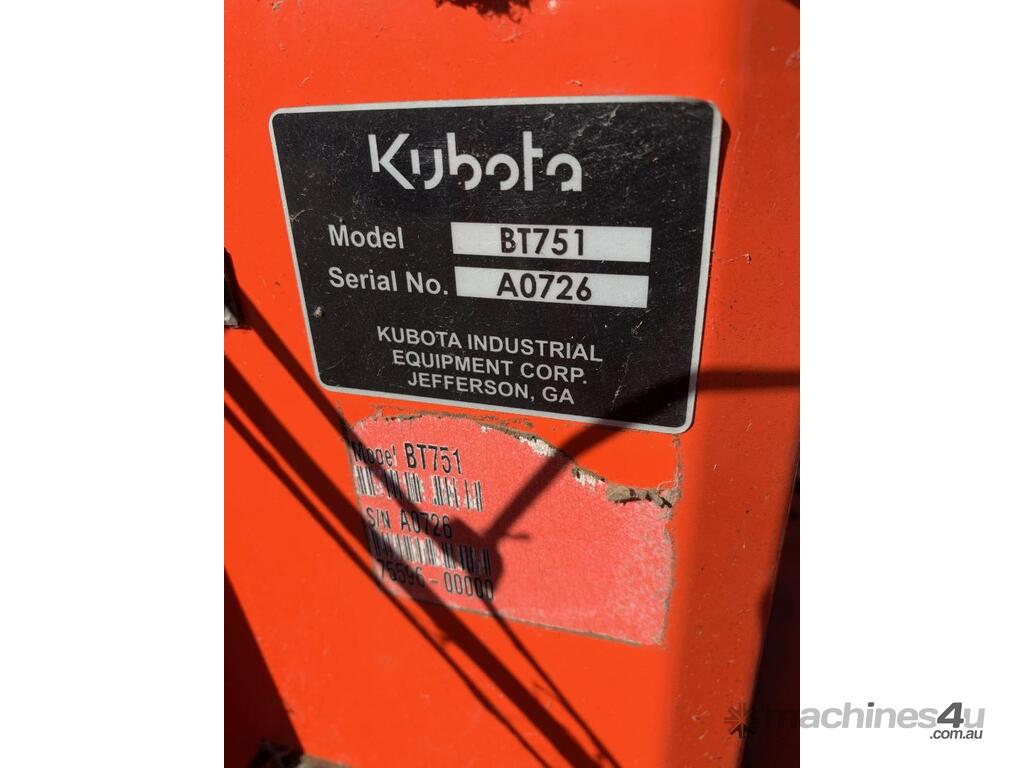 Kubota
Model BT751
Serial No. A0726
KUBOTA INDUSTRIAL
EQUIPMENT CORP.
JEFFERSON, GA
Model BT751
S/N A0726
75596-00000
machines4u
.com.au